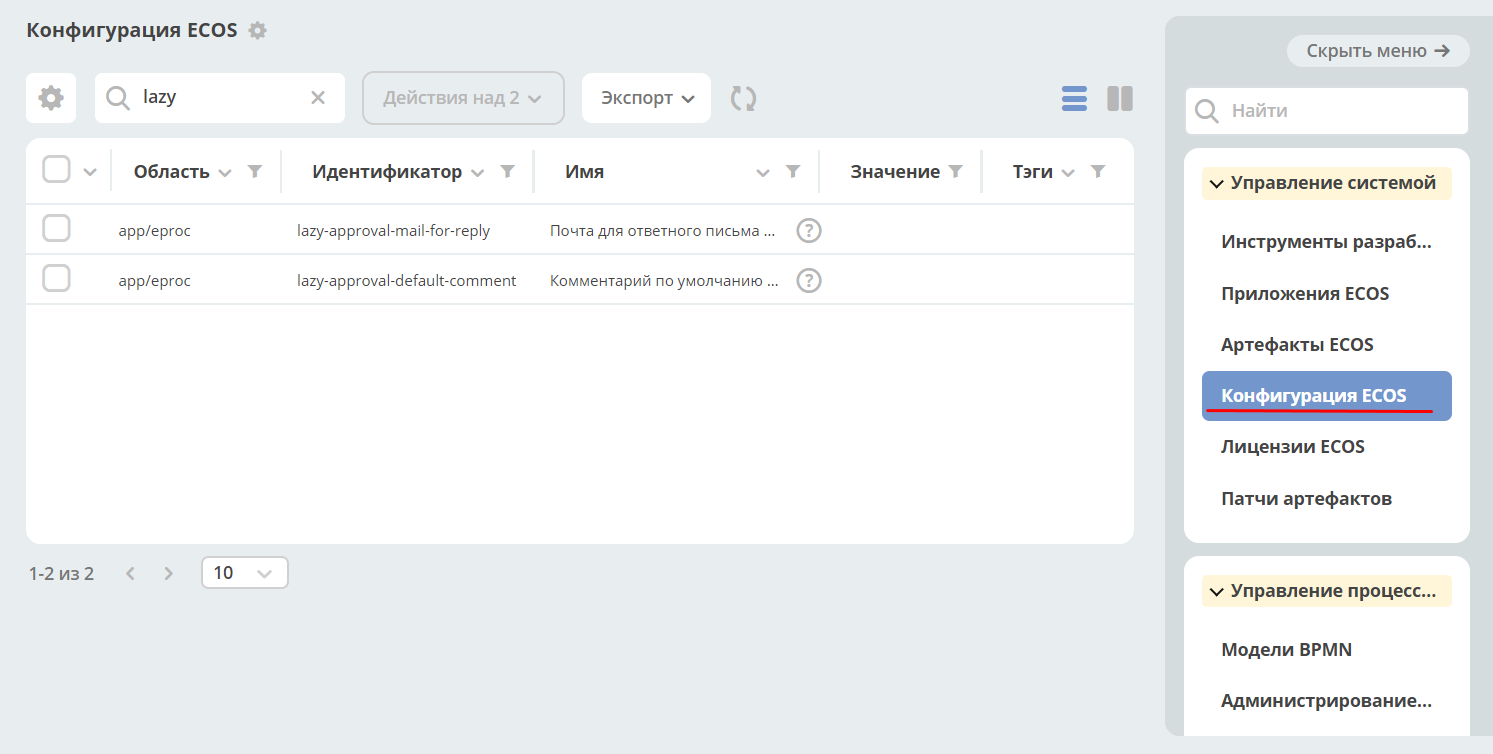 Конфигурация ECOS
lazy
Действия над 2
Экспорт
Область
Идентификатор
Имя
Значение
Тэги
app/eproc
lazy-approval-mail-for-reply
Почта для ответного письма ...
?
app/eproc
lazy-approval-default-comment
Комментарий по умолчанию ...
?
1-2 из 2
10
Скрыть меню →
Найти
Управление системой
Инструменты разраб...
Приложения ECOS
Артефакты ECOS
Конфигурация ECOS
Лицензии ECOS
Патчи артефактов
Управление процесс...
Модели BPMN
Администрирование...